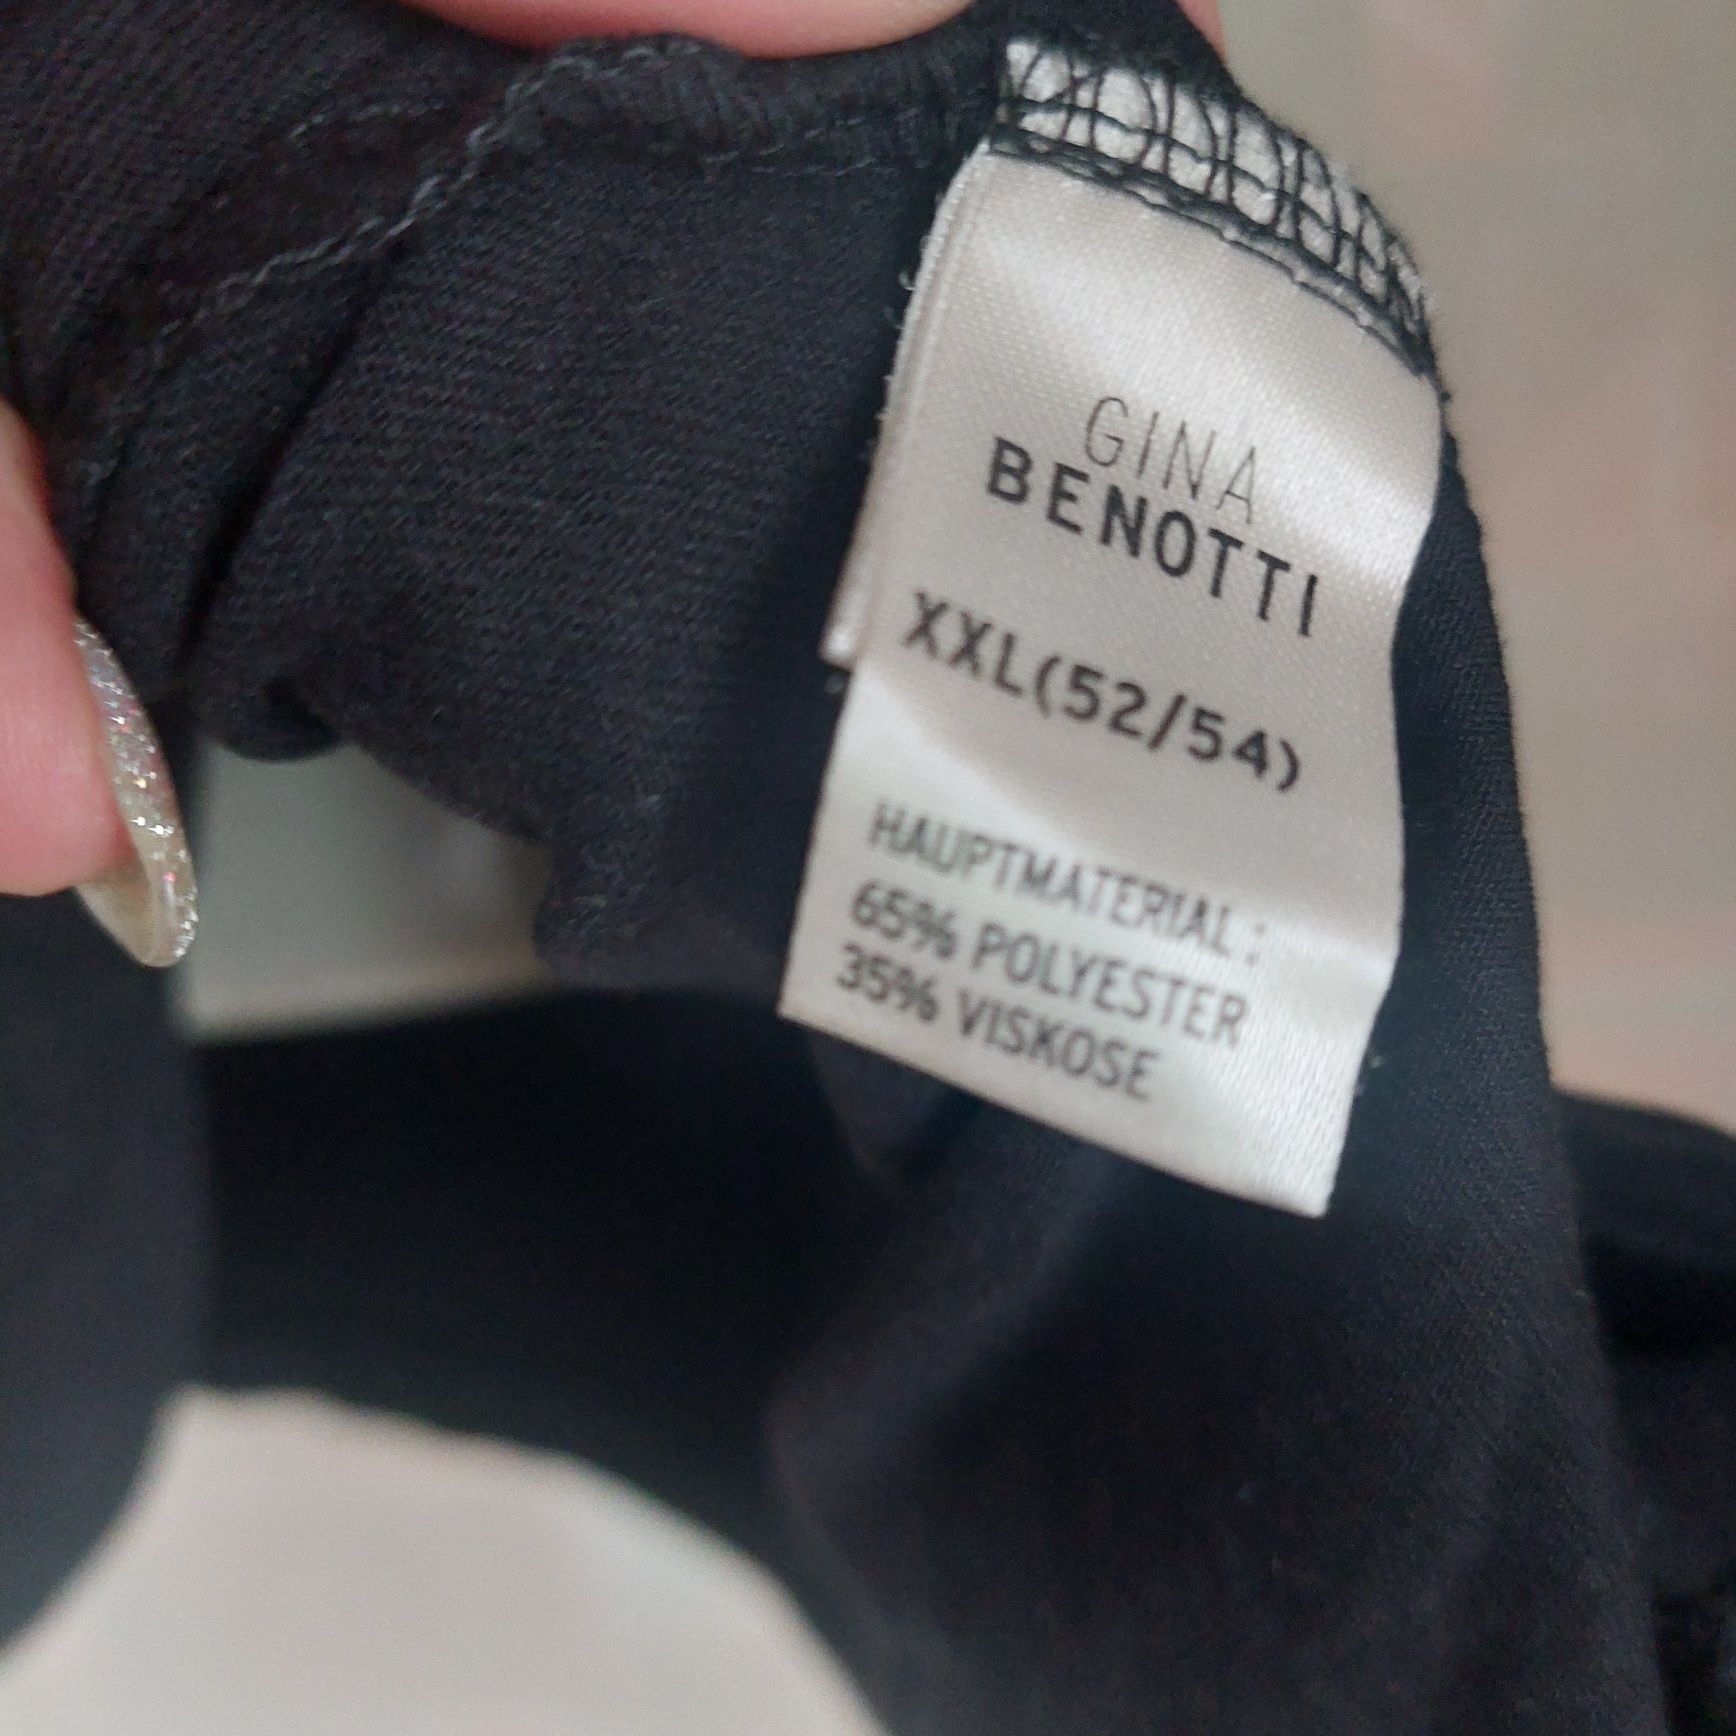 GINA
BENOTTI
XXL(52/54)
HAUPTMATERIAL :
65% POLYESTER
35% VISKOSE